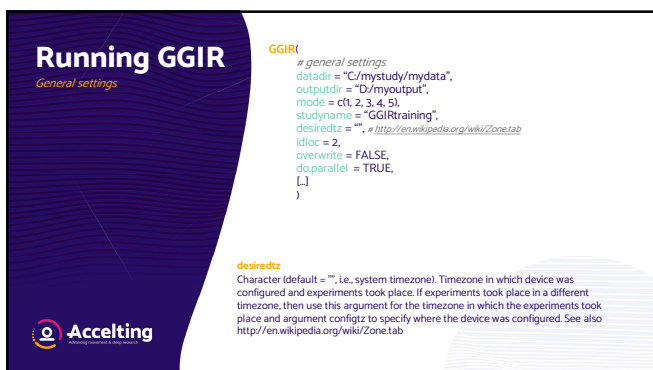 Running GGIR
General settings
GGIR(
# general settings
datadir = “C:/mystudy/mydata”,
outputdir = “D:/myoutput”,
mode = c(1, 2, 3, 4, 5),
studyname = “GGIRtraining”,
desiredtz = “”, # http://en.wikipedia.org/wiki/Zone.tab
idloc = 2,
overwrite = FALSE,
do.parallel = TRUE,
[...]
)
desiredtz
Character (default = "", i.e., system timezone). Timezone in which device was
configured and experiments took place. If experiments took place in a different
timezone, then use this argument for the timezone in which the experiments took
place and argument configtz to specify where the device was configured. See also
http://en.wikipedia.org/wiki/Zone.tab
Accelting
Advancing movement & sleep research